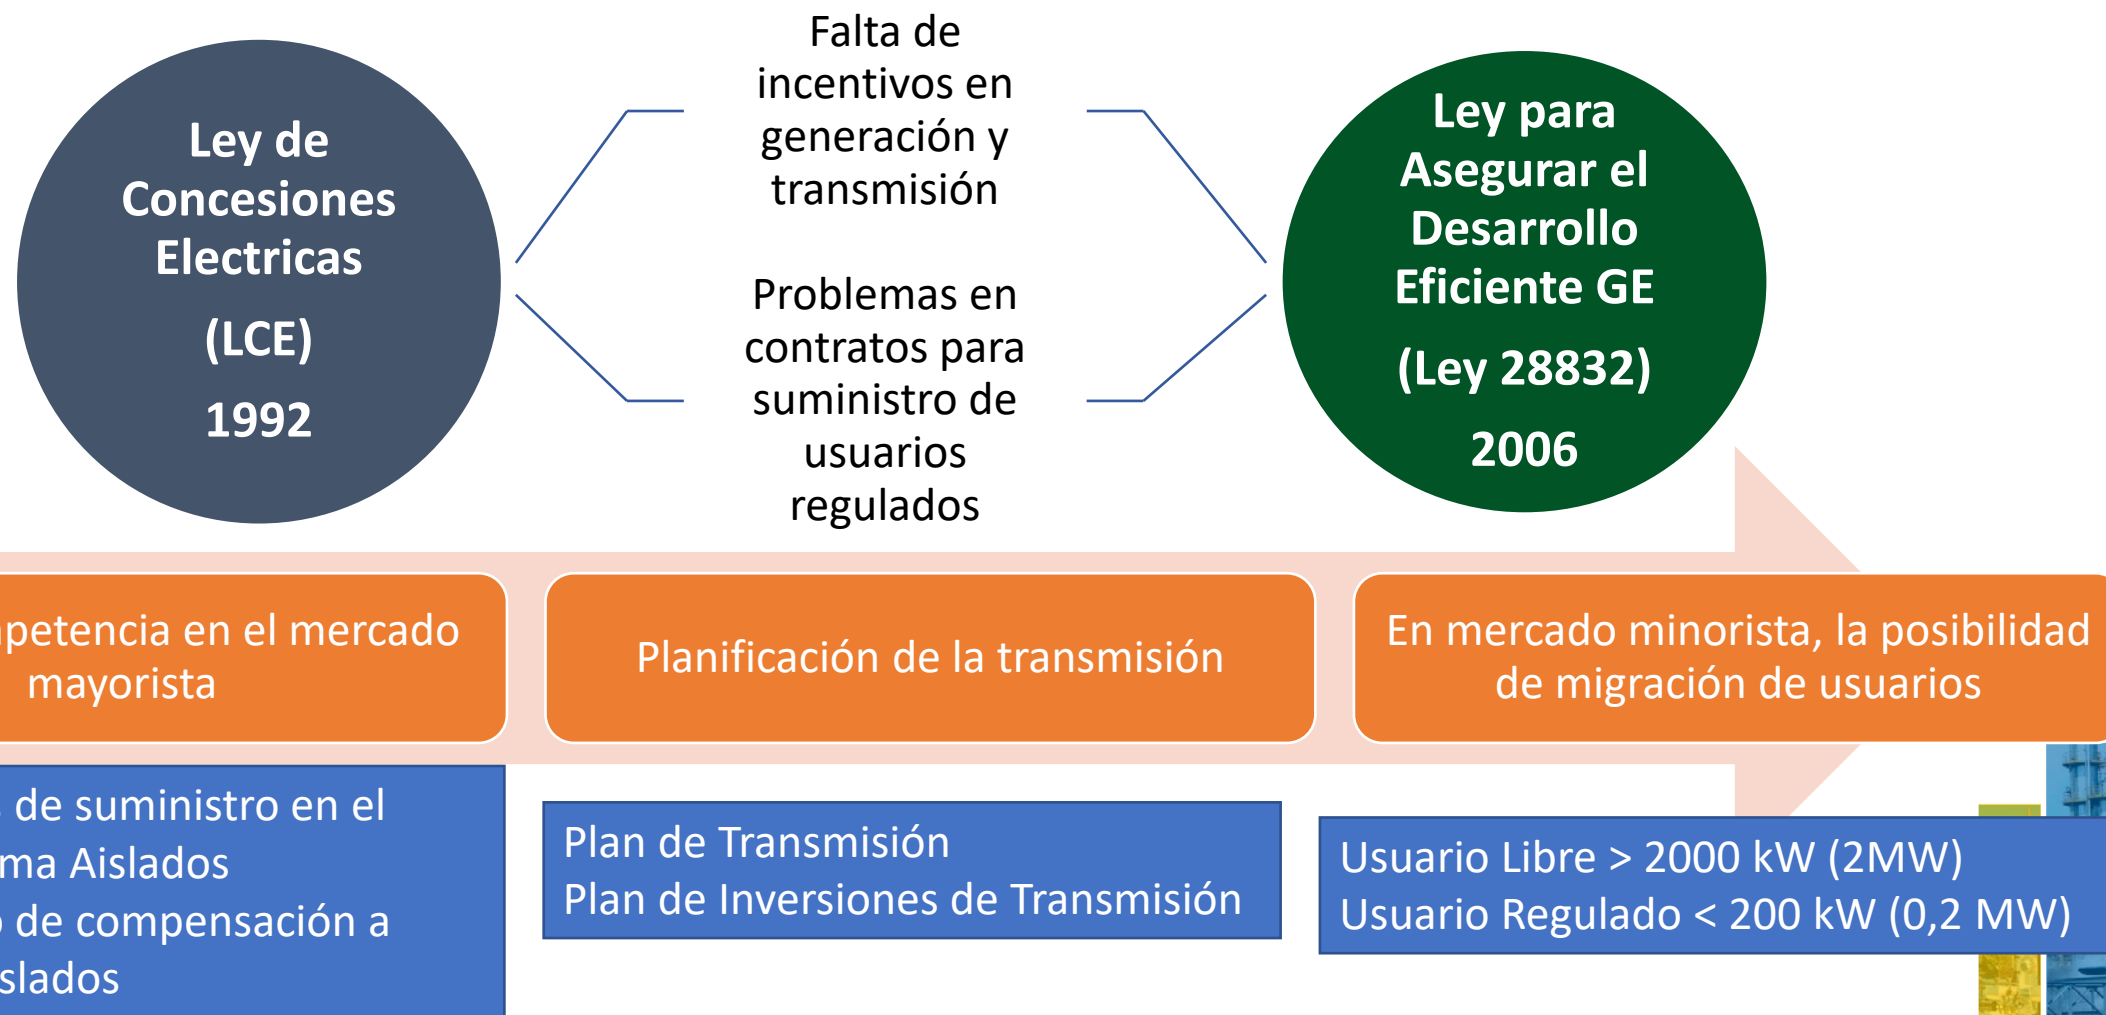 Ley de
Concesiones
Electricas
(LCE)
1992
Falta de
incentivos en
generación y
transmisión
Problemas en
contratos para
suministro de
usuarios
regulados
Ley para
Asegurar el
Desarrollo
Eficiente GE
(Ley 28832)
2006
petencia en el mercado
mayorista
Planificación de la transmisión
En mercado minorista, la posibilidad
de migración de usuarios
de suministro en el
ma Aislados
de compensación a
slados
Plan de Transmisión
Plan de Inversiones de Transmisión
Usuario Libre > 2000 kW (2MW)
Usuario Regulado < 200 kW (0,2 MW)